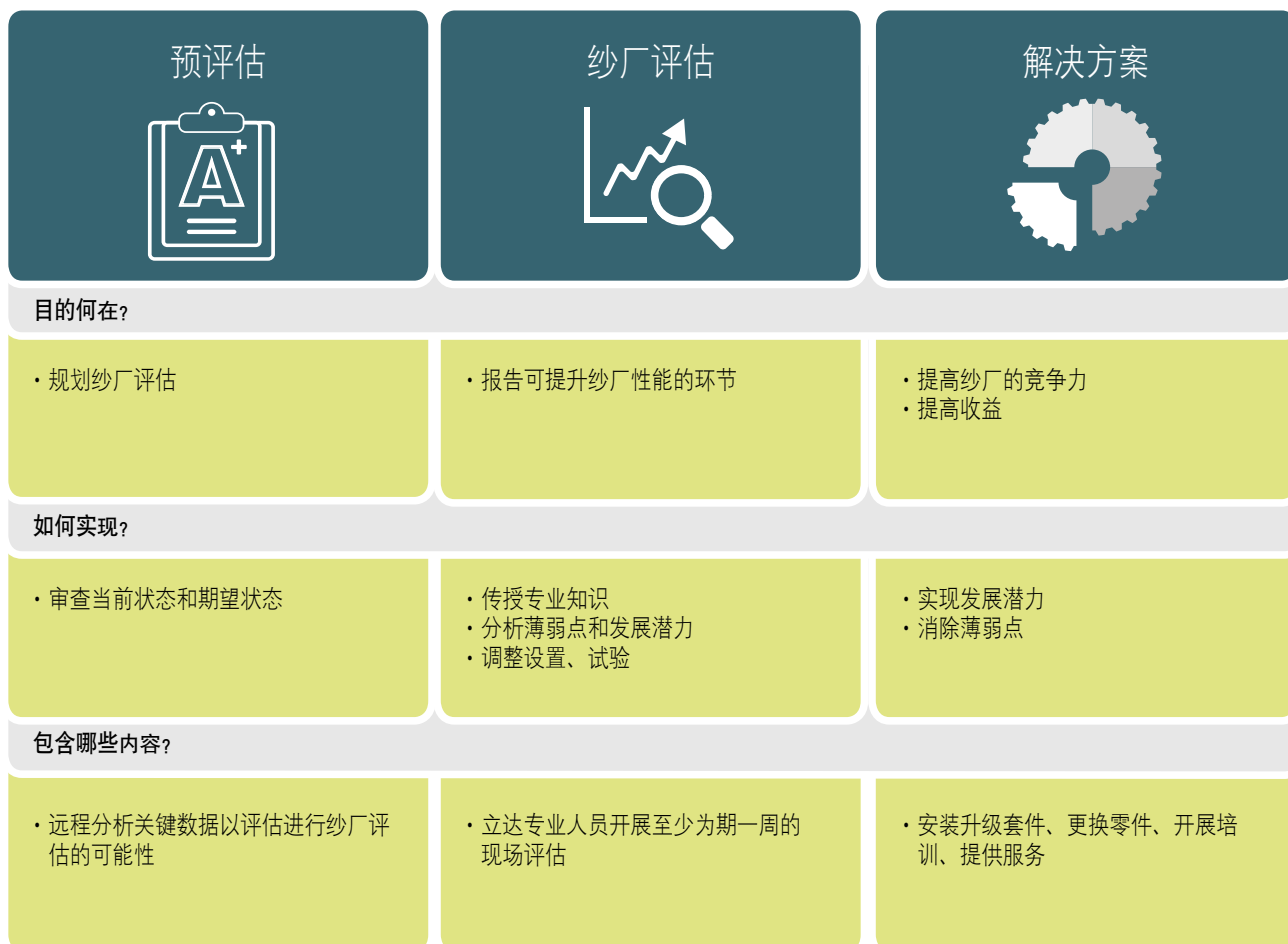 预评估
纱厂评估
解决方案
A+
目的何在?
· 规划纱厂评估
· 报告可提升纱厂性能的环节
· 提高纱厂的竞争力
· 提高收益
如何实现?
· 审查当前状态和期望状态
· 传授专业知识
· 分析薄弱点和发展潜力
· 调整设置、试验
· 实现发展潜力
· 消除薄弱点
包含哪些内容?
· 远程分析关键数据以评估进行纱厂评
估的可能性
· 立达专业人员开展至少为期一周的
现场评估
· 安装升级套件、更换零件、开展培
训、提供服务